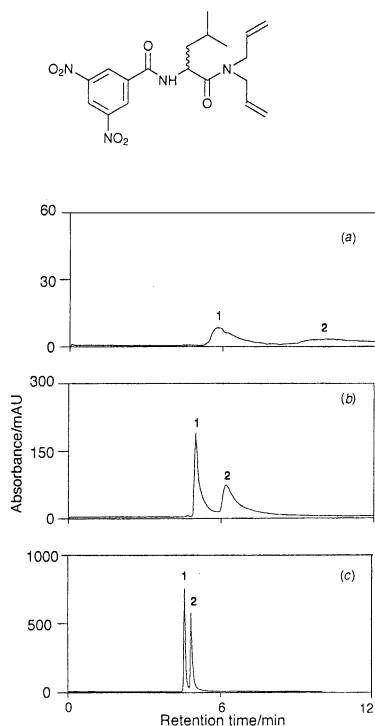 O
O₂N
NH
N
O
NO₂
60
(a)
30
1
2
0
300
(b)
1
150
2
0
1000
(c)
1
2
500
0
0 6 12
Absorbance/mAU
Retention time/min